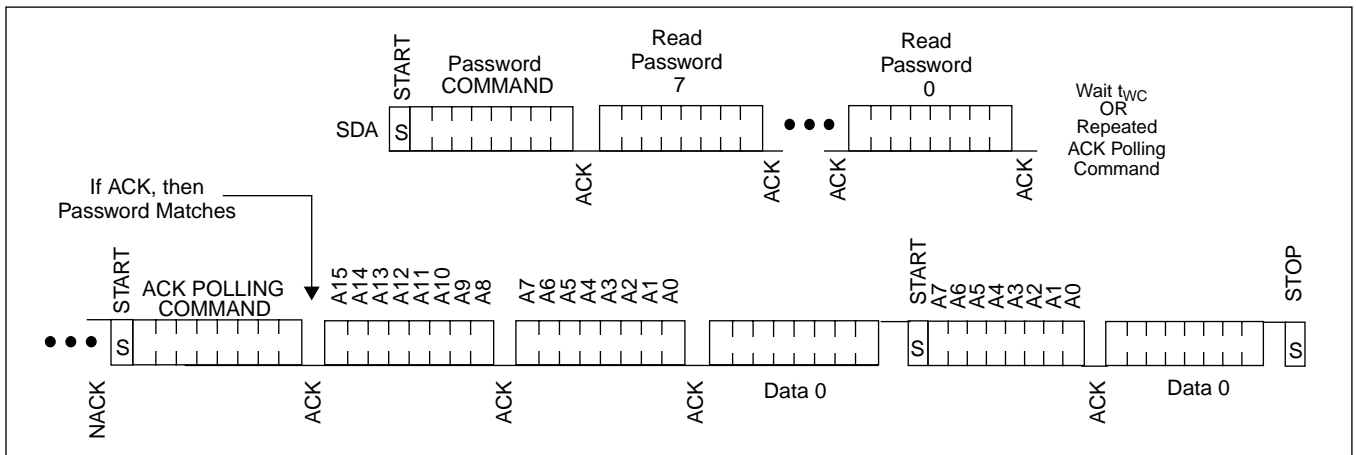 START
Password
COMMAND
Read
Password
7
Read
Password
0
Wait tWC
OR
Repeated
ACK Polling
Command
SDA
S
ACK
ACK
ACK
ACK
If ACK, then
Password Matches
START
ACK POLLING
COMMAND
A15
A14
A13
A12
A11
A10
A9
A8
A7
A6
A5
A4
A3
A2
A1
A0
START
A7
A6
A5
A4
A3
A2
A1
A0
STOP
S
S
S
NACK
ACK
ACK
ACK
Data 0
ACK
Data 0